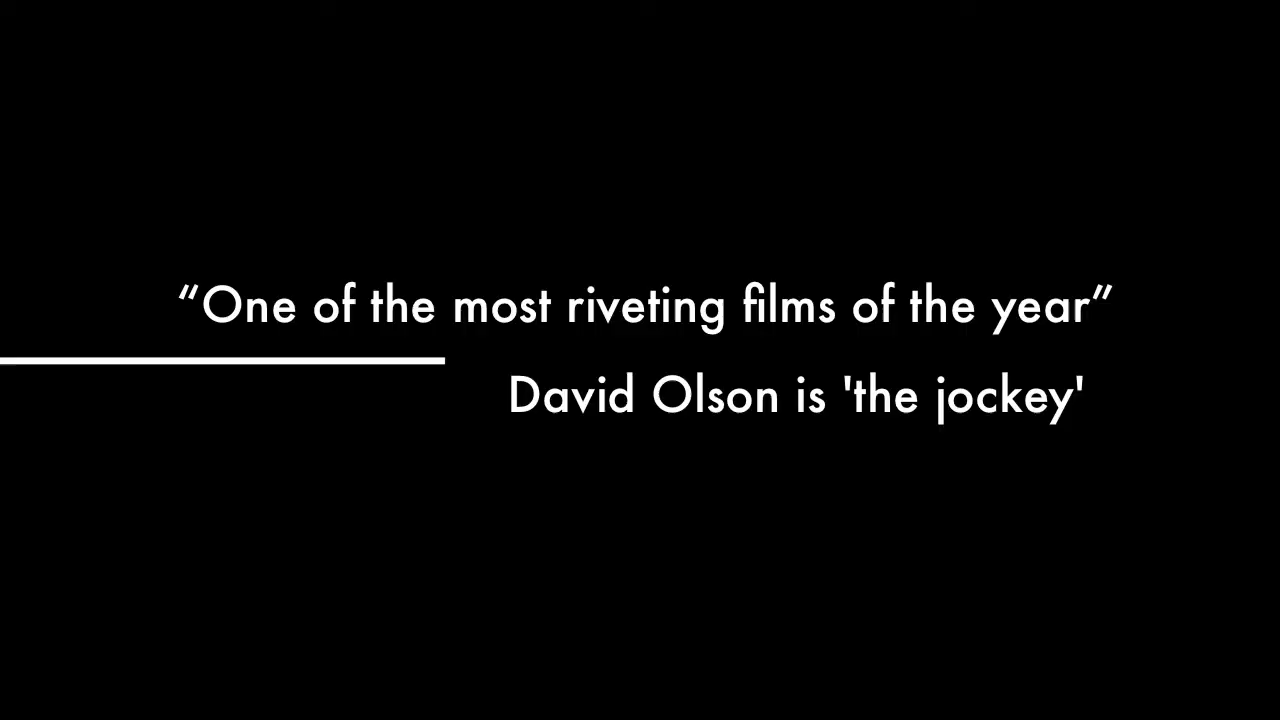 “One of the most riveting films of the year”
David Olson is 'the jockey'